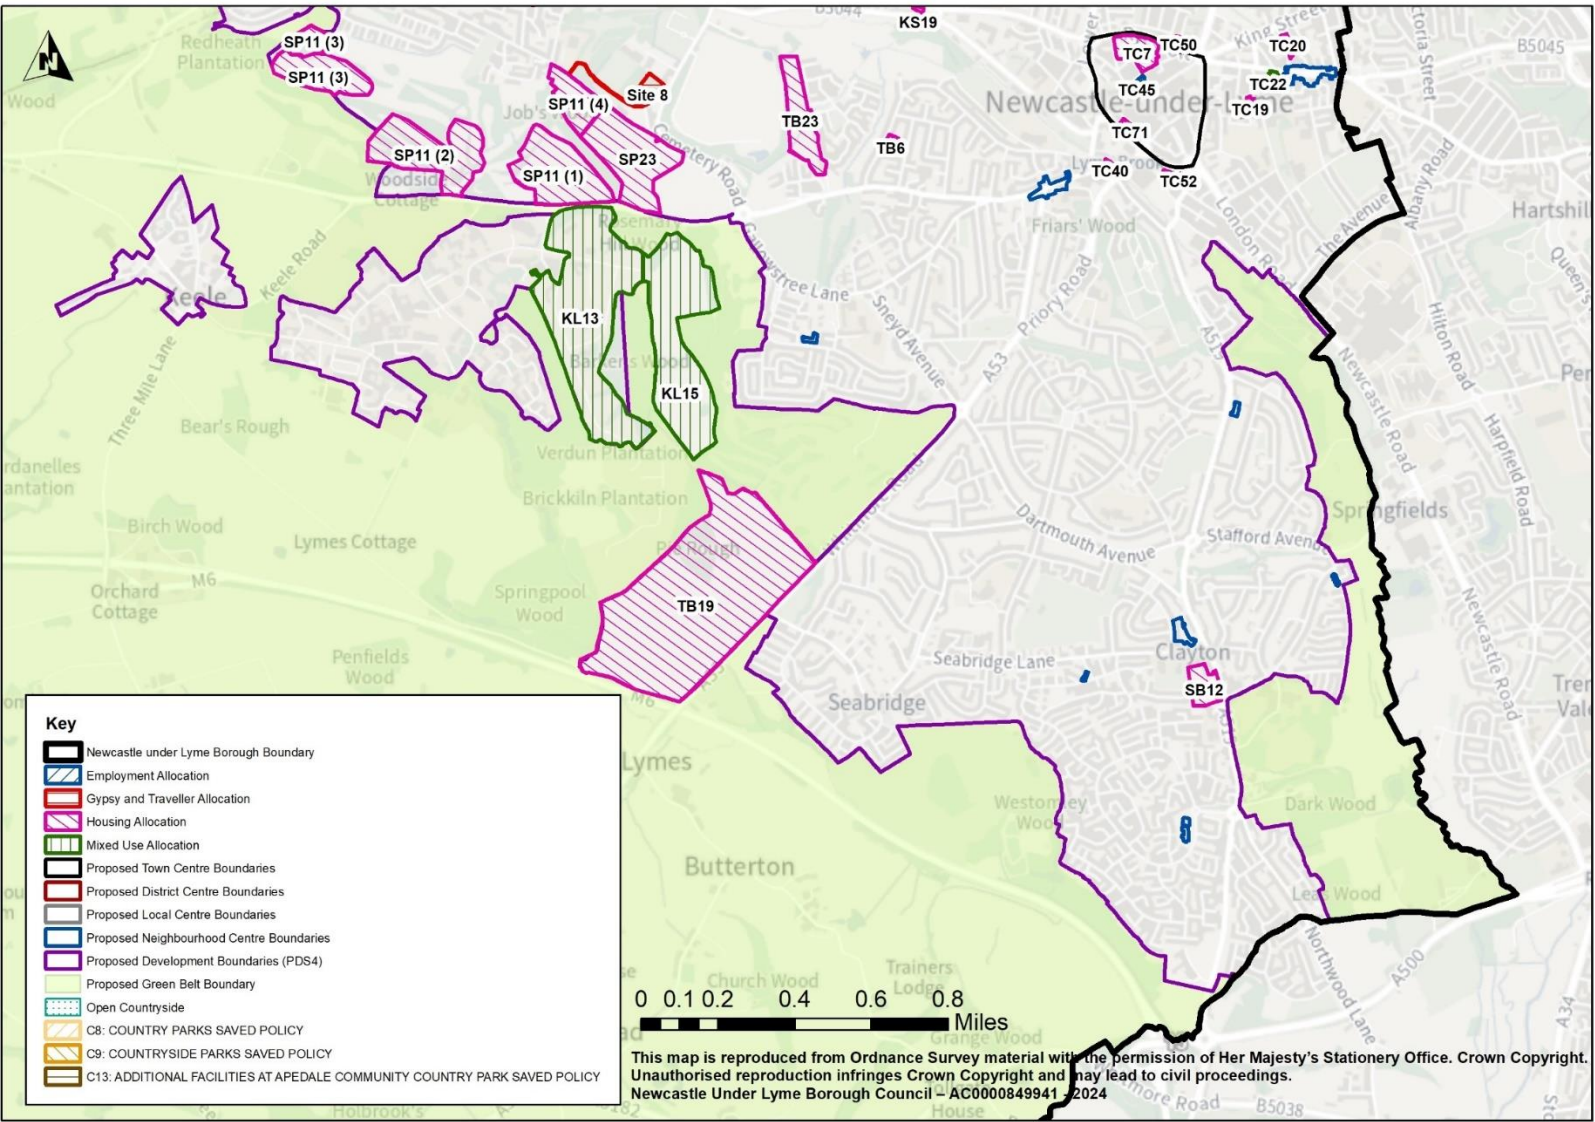 B5044
KS19
Redheath
Plantation
SP11 (3)
SP11 (3)
N
Wood
Job's
SP11 (4)
Site 8
Cemetery Road
TB23
TB6
TC7
TC50
TC45
King Street
TC20
TC22
TC19
B5045
Newcastle-under-Lyme
TC71
Lyme Brook
TC40
TC52
SP11 (2)
SP11 (1)
SP23
Woodside
Cottage
Friars' Wood
London Road
The Avenue
Albany Road
Hartshill
Keele
Keele Road
Rosemary
Gallowstree Lane
Sneyd Avenue
Priory Road
A53
KL13
Barkers Wood
KL15
Newcastle Road
Hilton Road
Harpfield Road
Three Mile Lane
Bear's Rough
Verdun Plantation
Brickkiln Plantation
Birch Wood
Lymes Cottage
Orchard
Cottage
M6
Springpool
Wood
Dartmouth Avenue
Stafford Avenue
Springfields
TB19
Penfields
Wood
M6
Seabridge Lane
Seabridge
Clayton
SB12
Newcastle Road
Lymes
Butterton
Westomley
Wood
Dark Wood
Northwood Lane
A500
A34
Church Wood
Trainers
Lodge
Grange Wood
Key
Newcastle under Lyme Borough Boundary
Employment Allocation
Gypsy and Traveller Allocation
Housing Allocation
Mixed Use Allocation
Proposed Town Centre Boundaries
Proposed District Centre Boundaries
Proposed Local Centre Boundaries
Proposed Neighbourhood Centre Boundaries
Proposed Development Boundaries (PDS4)
Proposed Green Belt Boundary
Open Countryside
C8: COUNTRY PARKS SAVED POLICY
C9: COUNTRYSIDE PARKS SAVED POLICY
C13: ADDITIONAL FACILITIES AT APEDALE COMMUNITY COUNTRY PARK SAVED POLICY
0 0.1 0.2 0.4 0.6 0.8
Miles
This map is reproduced from Ordnance Survey material with the permission of Her Majesty's Stationery Office. Crown Copyright.
Unauthorised reproduction infringes Crown Copyright and may lead to civil proceedings.
Newcastle Under Lyme Borough Council – AC0000849941 - 2024
House
B5038